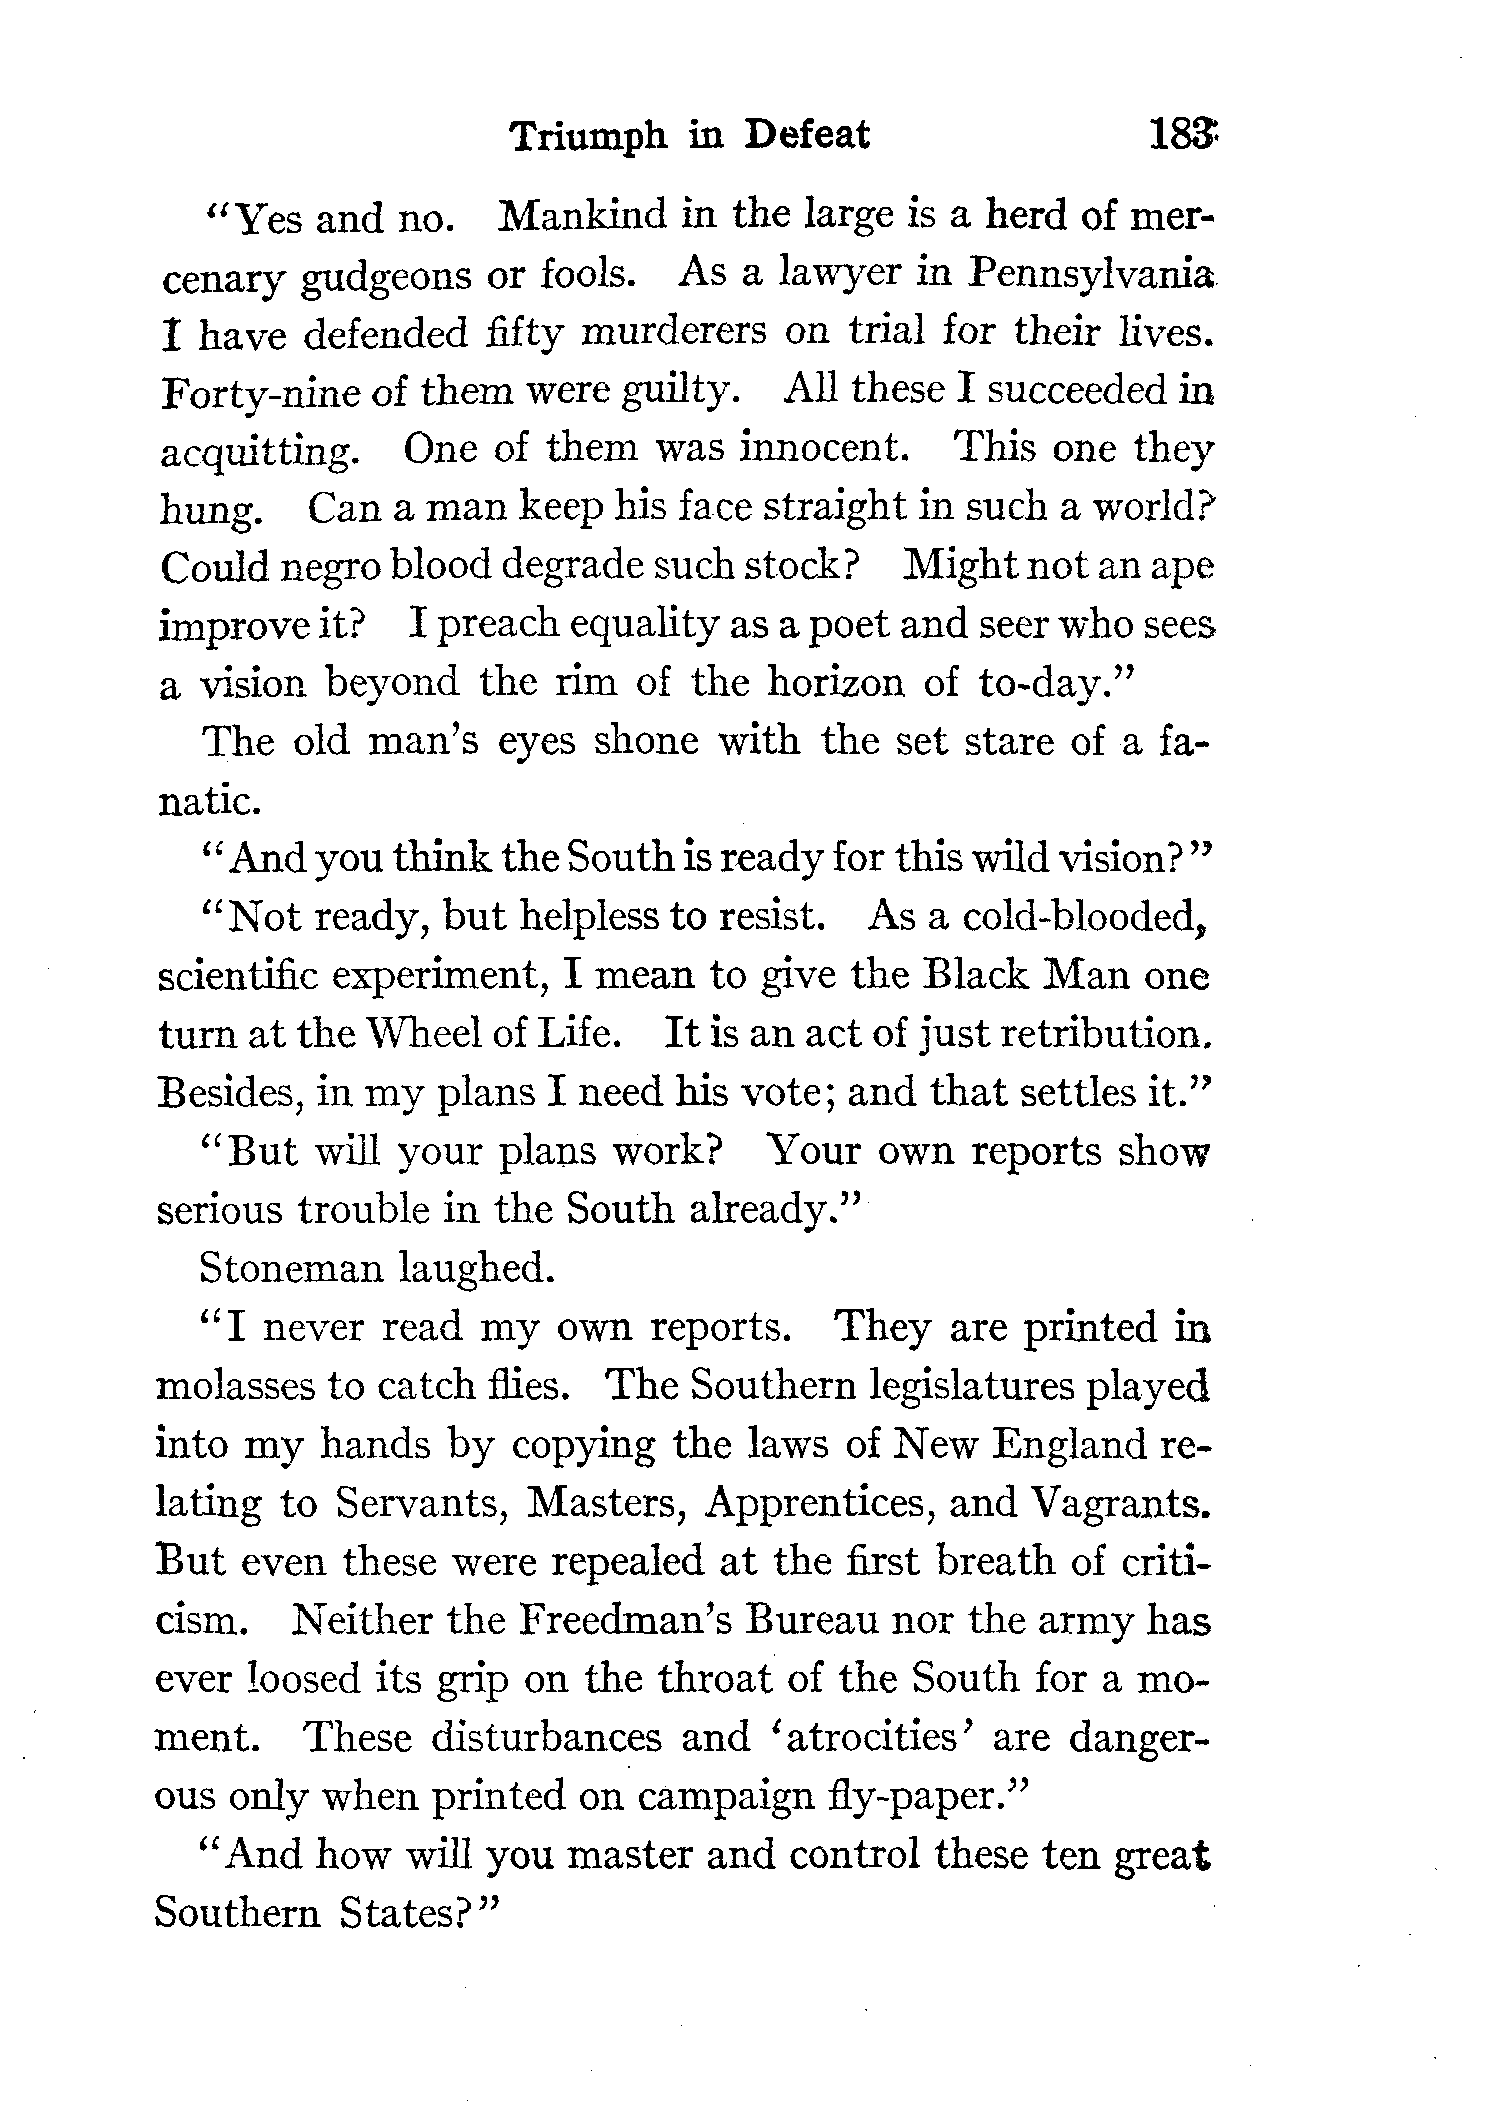 Triumph in Defeat 183
"Yes and no. Mankind in the large is a herd of mer-
cenary gudgeons or fools. As a lawyer in Pennsylvania
I have defended fifty murderers on trial for their lives.
Forty-nine of them were guilty. All these I succeeded in
acquitting. One of them was innocent. This one they
hung. Can a man keep his face straight in such a world?
Could negro blood degrade such stock? Might not an ape
improve it? I preach equality as a poet and seer who sees
a vision beyond the rim of the horizon of to-day."
The old man's eyes shone with the set stare of a fa-
natic.
"And you think the South is ready for this wild vision?"
"Not ready, but helpless to resist. As a cold-blooded,
scientific experiment, I mean to give the Black Man one
turn at the Wheel of Life. It is an act of just retribution.
Besides, in my plans I need his vote; and that settles it."
"But will your plans work? Your own reports show
serious trouble in the South already."
Stoneman laughed.
"I never read my own reports. They are printed in
molasses to catch flies. The Southern legislatures played
into my hands by copying the laws of New England re-
lating to Servants, Masters, Apprentices, and Vagrants.
But even these were repealed at the first breath of criti-
cism. Neither the Freedman's Bureau nor the army has
ever loosed its grip on the throat of the South for a mo-
ment. These disturbances and 'atrocities' are danger-
ous only when printed on campaign fly-paper."
"And how will you master and control these ten great
Southern States?"